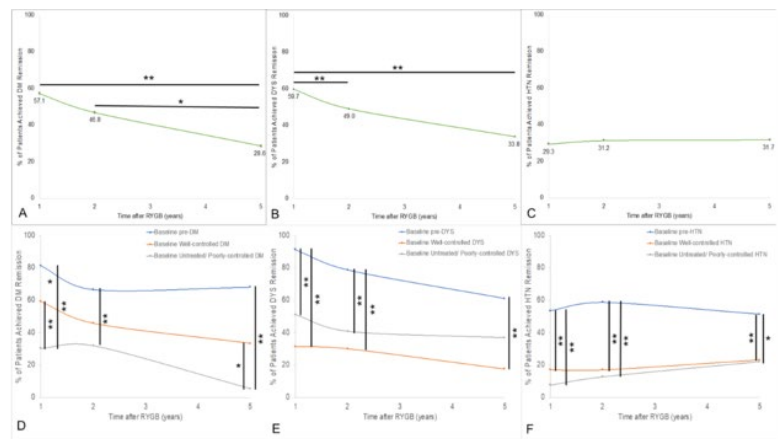 % of Patients Achieved DM Remission
100
80
60
40
20
0
**
*
57.1
46.8
28.6
1 2 3 4 5
Time after RYGB (years)
A
% of Patients Achieved DYS Remission
100
80
60
40
20
0
**
**
49.0
33.8
1 2 3 4 5
Time after RYGB (years)
B
% of Patients Achieved HTN Remission
100
80
60
40
20
0
29.3
31.2
31.7
1 2 3 4 5
Time after RYGB (years)
C
Baseline pre-DM
Baseline Well-controlled DM
Baseline Untreated/ Poorly-controlled DM
% of Patients Achieved DM Remission
100
80
60
40
20
0
*
**
**
**
**
*
1 2 3 4 5
Time after RYGB (years)
D
Baseline pre-DYS
Baseline Well-controlled DYS
Baseline Untreated/ Poorly-controlled DYS
% of Patients Achieved DYS Remission
100
80
60
40
20
0
**
**
**
**
**
1 2 3 4 5
Time after RYGB (years)
E
Baseline pre-HTN
Baseline Well-controlled HTN
Baseline Untreated/ Poorly-controlled HTN
% of Patients Achieved HTN Remission
100
80
60
40
20
0
**
**
**
**
**
*
1 2 3 4 5
Time after RYGB (years)
F